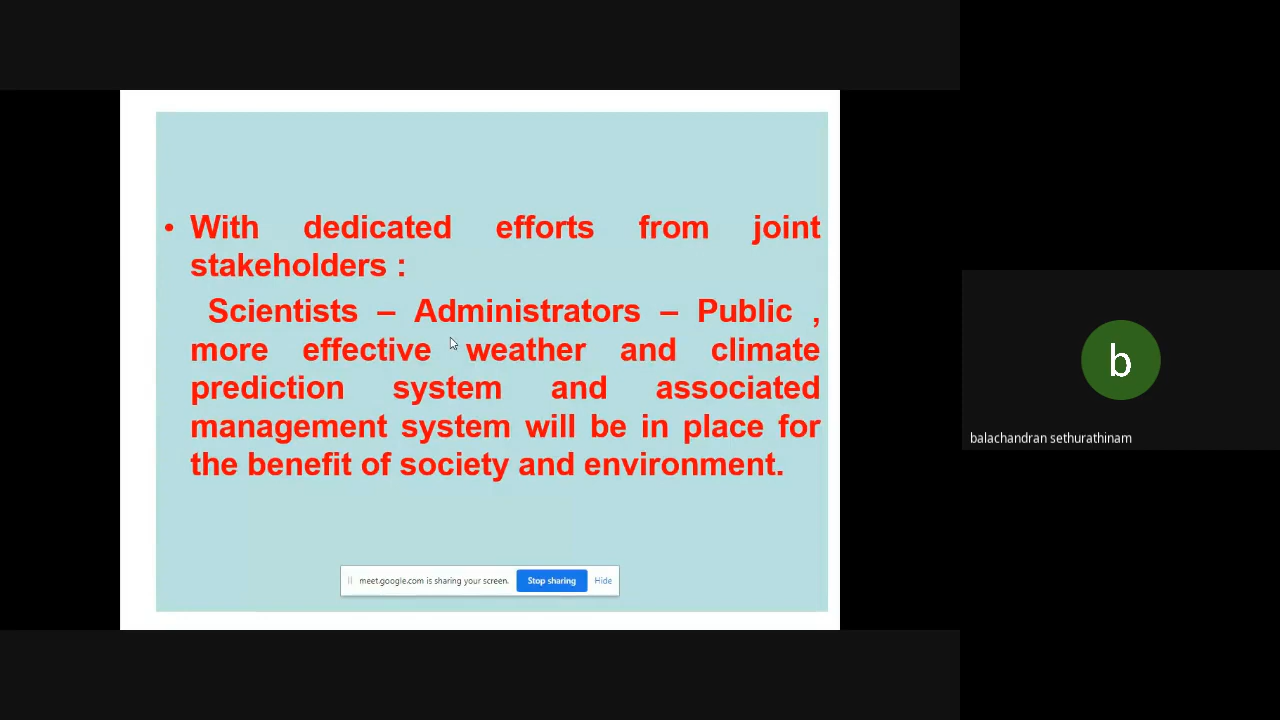 • With dedicated efforts from joint
stakeholders :
Scientists – Administrators – Public ,
more effective weather and climate
prediction system and associated
management system will be in place for
the benefit of society and environment.
meet.google.com is sharing your screen. Stop sharing Hide
b
balachandran sethurathinam